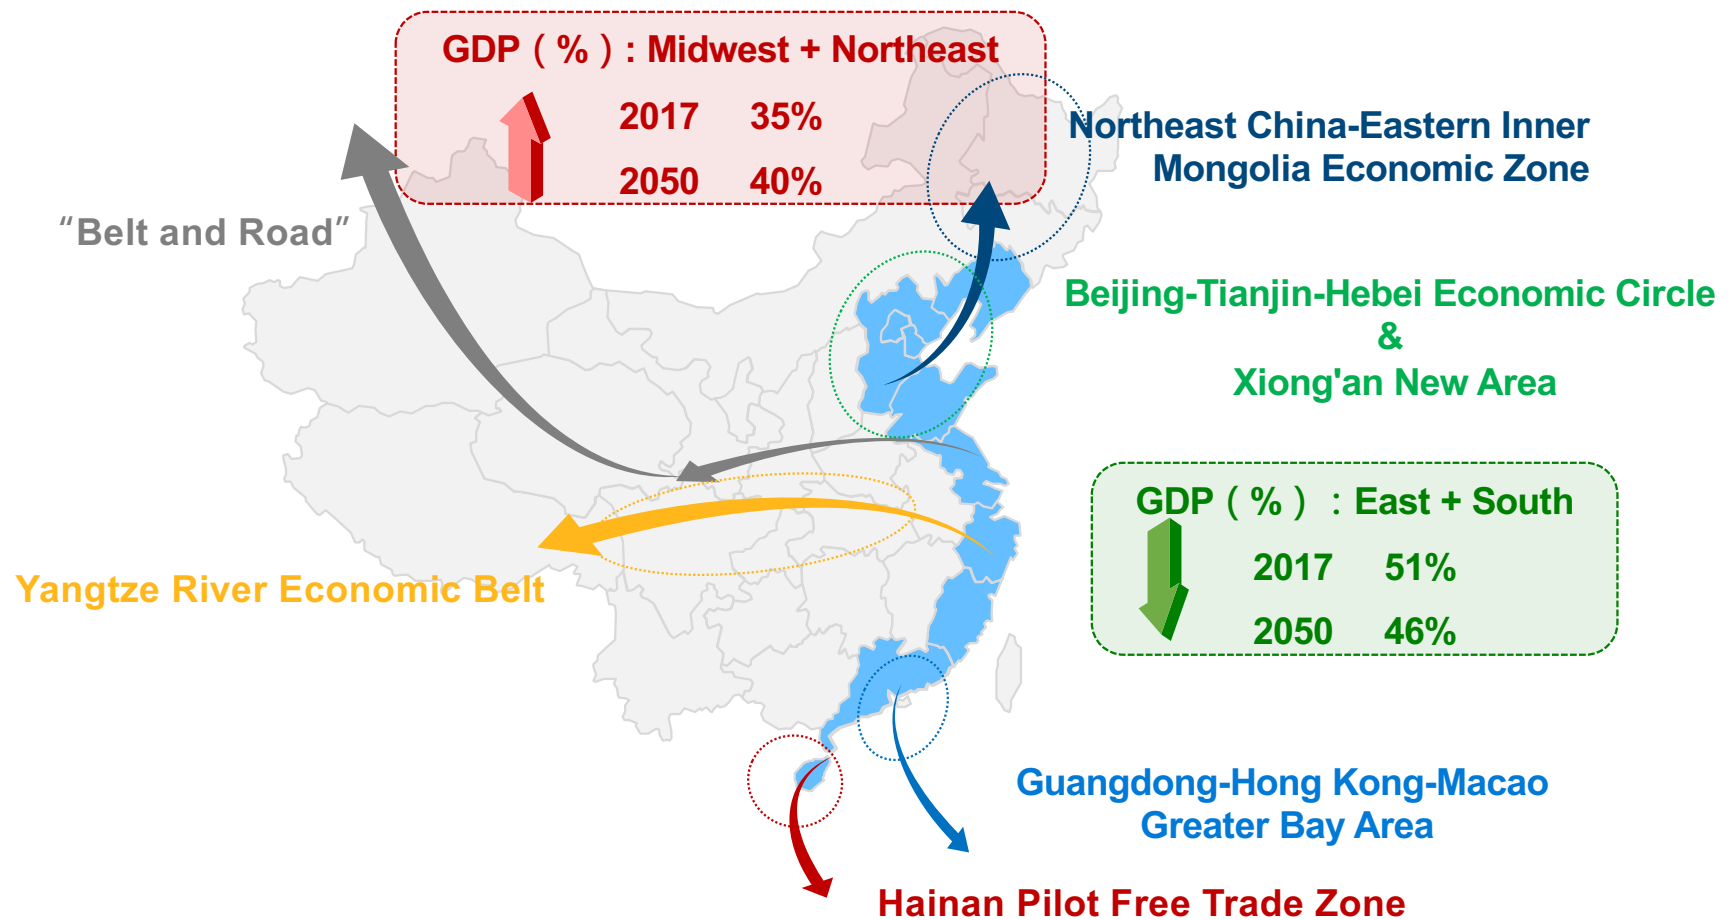 GDP（%）: Midwest + Northeast
2017 35%
2050 40%
Northeast China-Eastern Inner
Mongolia Economic Zone
“Belt and Road”
Beijing-Tianjin-Hebei Economic Circle
&
Xiong'an New Area
GDP（%）: East + South
2017 51%
2050 46%
Yangtze River Economic Belt
Guangdong-Hong Kong-Macao
Greater Bay Area
Hainan Pilot Free Trade Zone